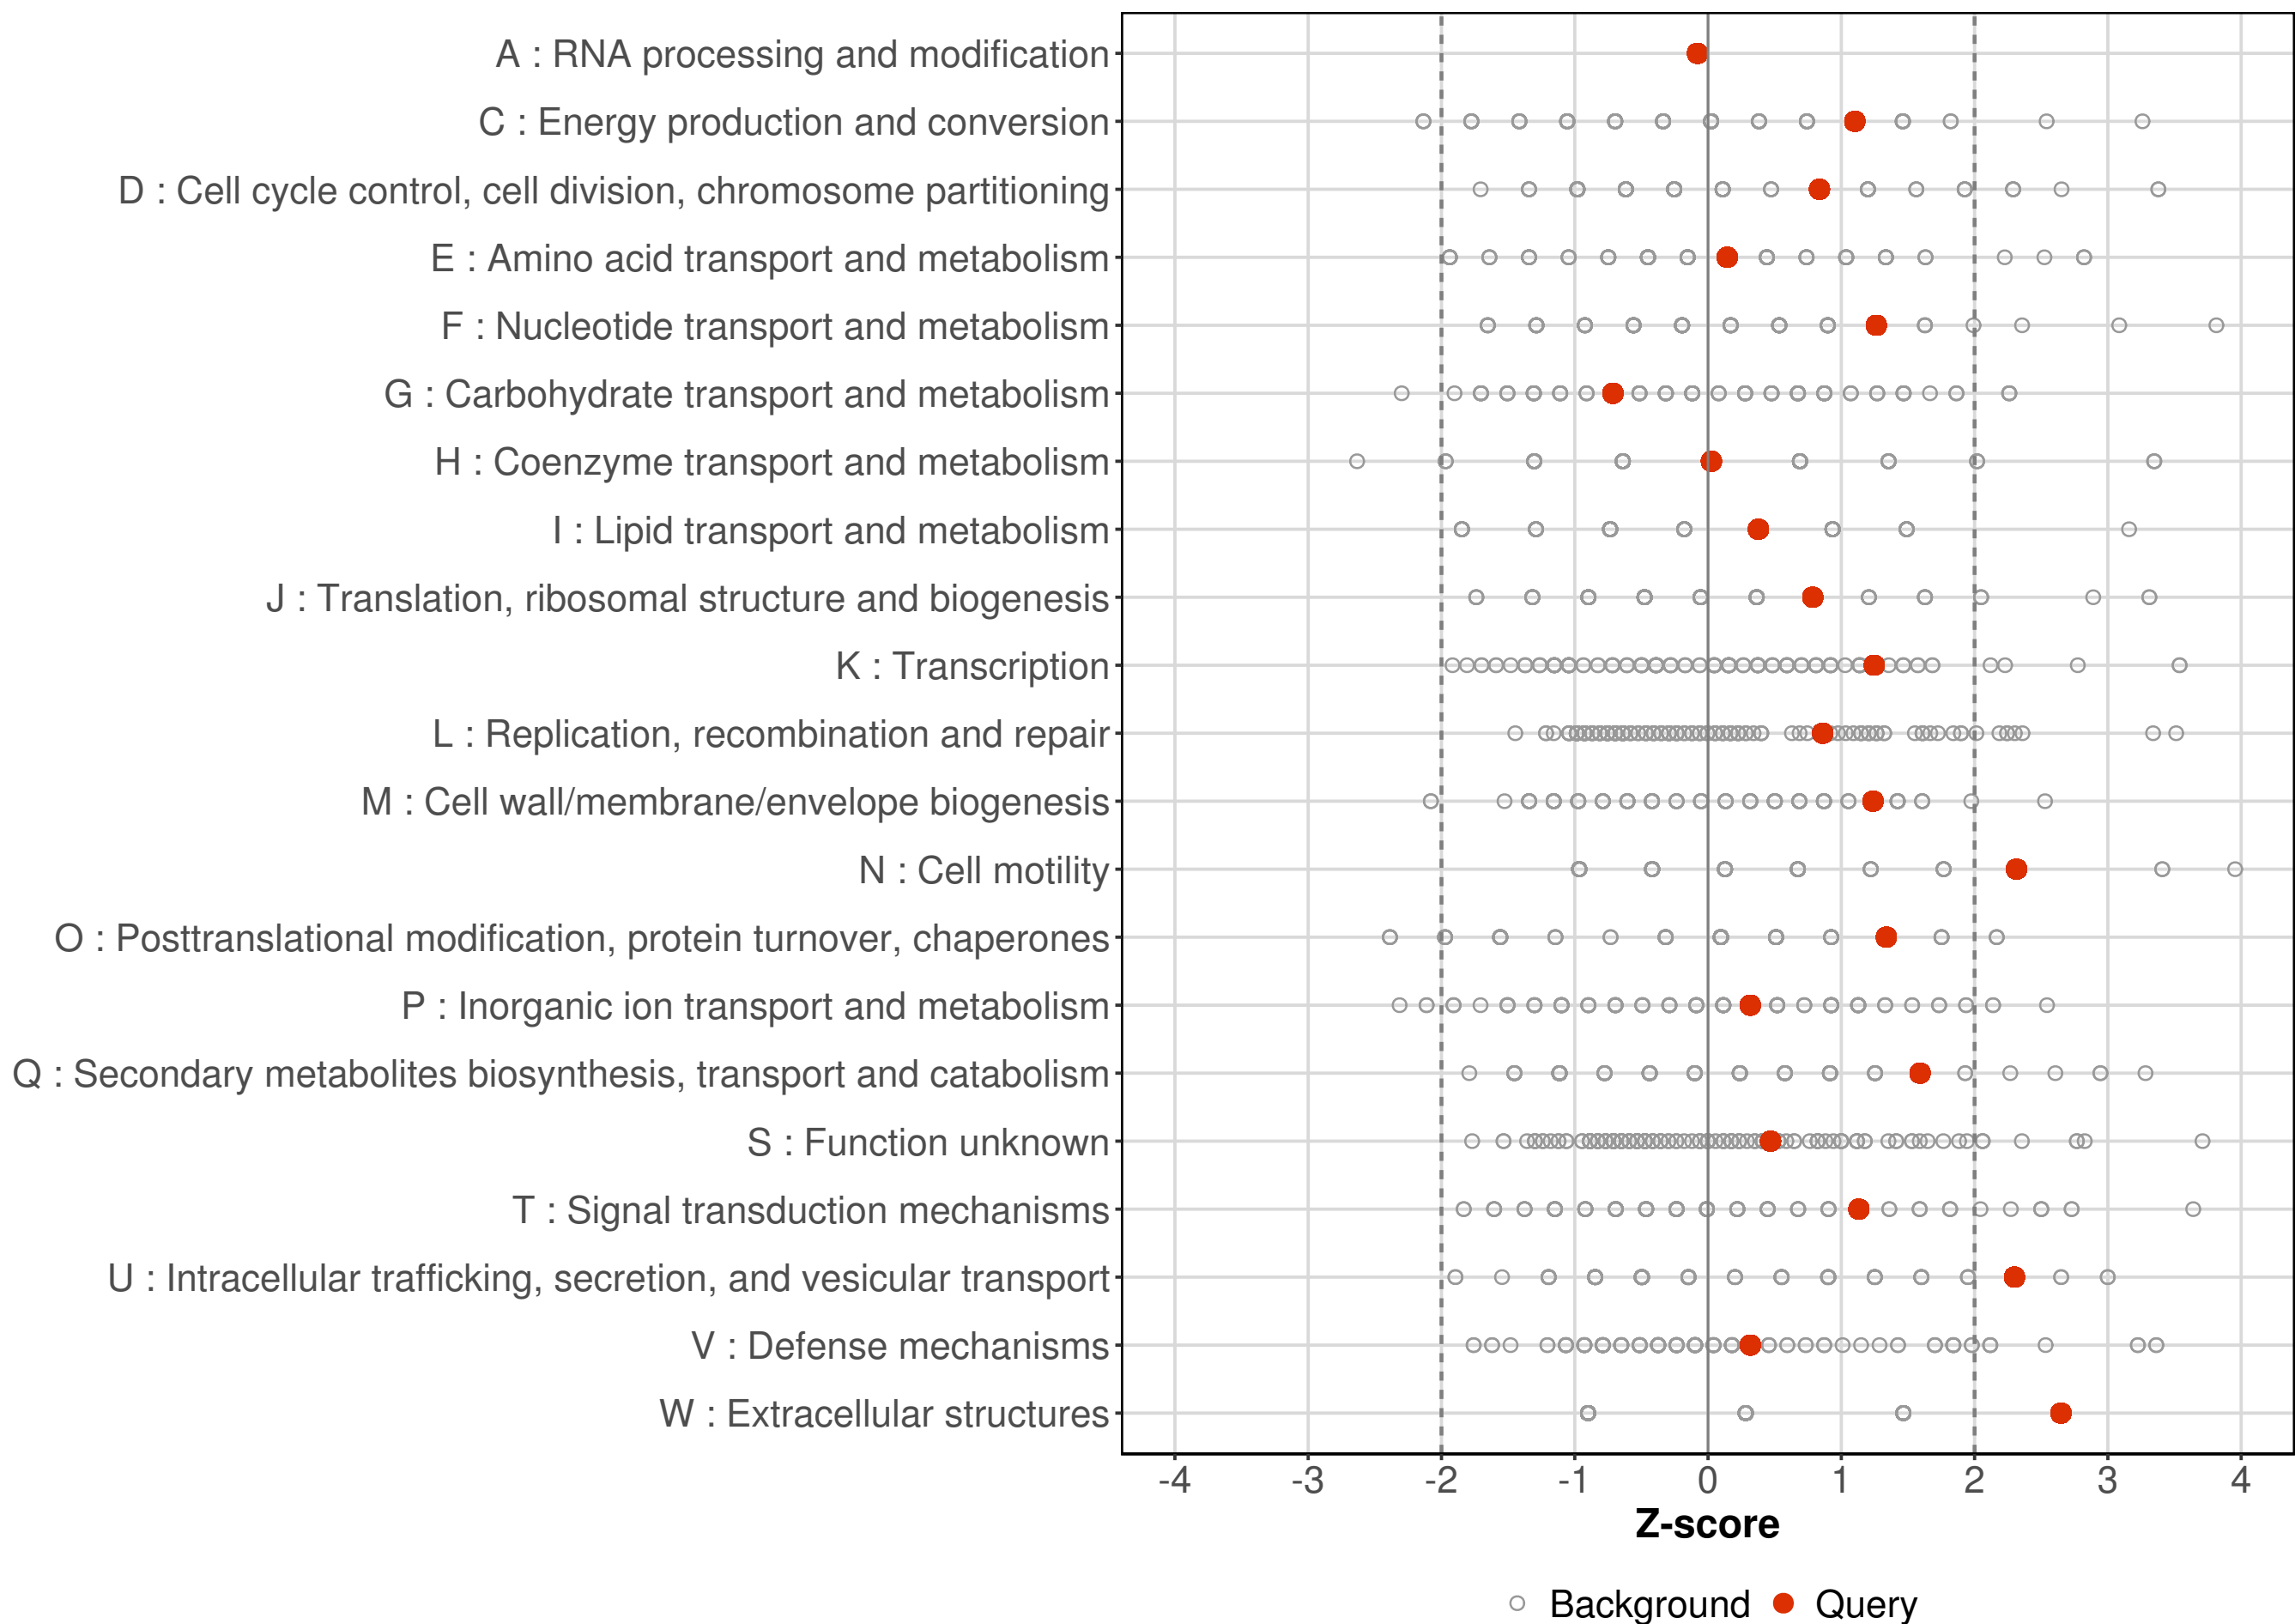 A : RNA processing and modification
C : Energy production and conversion
D : Cell cycle control, cell division, chromosome partitioning
E : Amino acid transport and metabolism
F : Nucleotide transport and metabolism
G : Carbohydrate transport and metabolism
H : Coenzyme transport and metabolism
I : Lipid transport and metabolism
J : Translation, ribosomal structure and biogenesis
K : Transcription
L : Replication, recombination and repair
M : Cell wall/membrane/envelope biogenesis
N : Cell motility
O : Posttranslational modification, protein turnover, chaperones
P : Inorganic ion transport and metabolism
Q : Secondary metabolites biosynthesis, transport and catabolism
S : Function unknown
T : Signal transduction mechanisms
U : Intracellular trafficking, secretion, and vesicular transport
V : Defense mechanisms
W : Extracellular structures
-4 -3 -2 -1 0 1 2 3 4
Z-score
Background Query